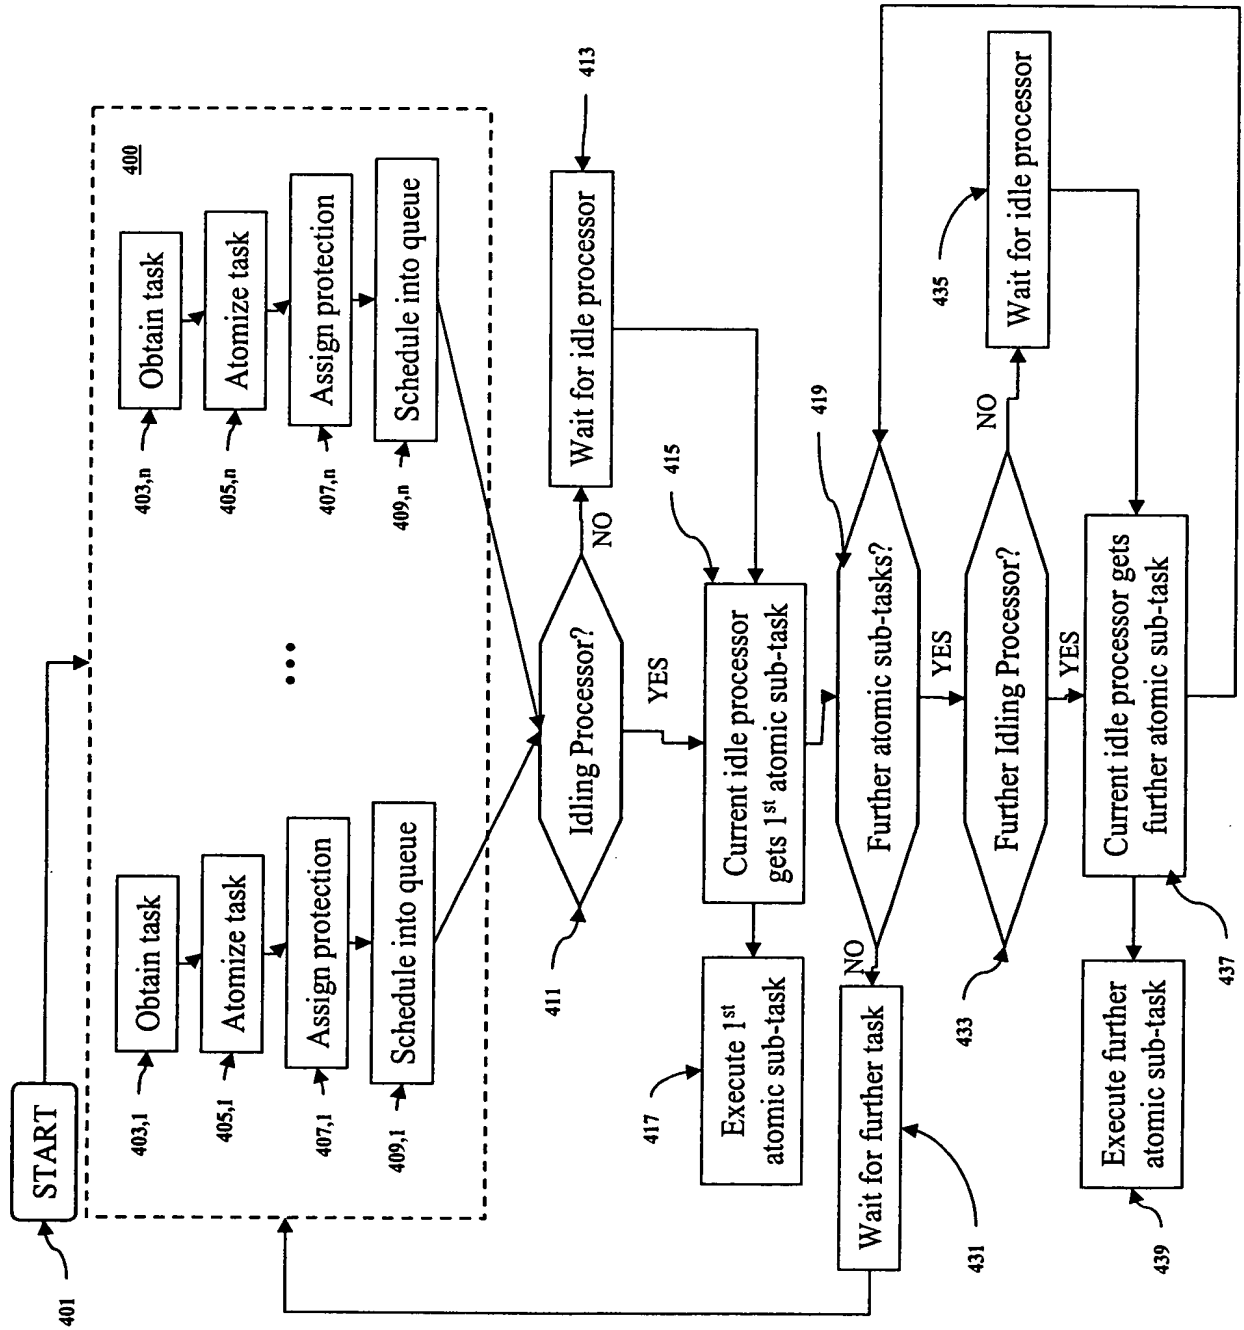 START
401
400
403,1
Obtain task
405,1
Atomize task
407,1
Assign protection
409,1
Schedule into queue
...
403,n
Obtain task
405,n
Atomize task
407,n
Assign protection
409,n
Schedule into queue
411
Idling Processor?
NO
Wait for idle processor
413
YES
415
Current idle processor
gets 1st atomic sub-task
417
Execute 1st
atomic sub-task
419
Further atomic sub-tasks?
NO
Wait for further task
431
YES
433
Further Idling Processor?
NO
435
Wait for idle processor
YES
Current idle processor gets
further atomic sub-task
437
Execute further
atomic sub-task
439